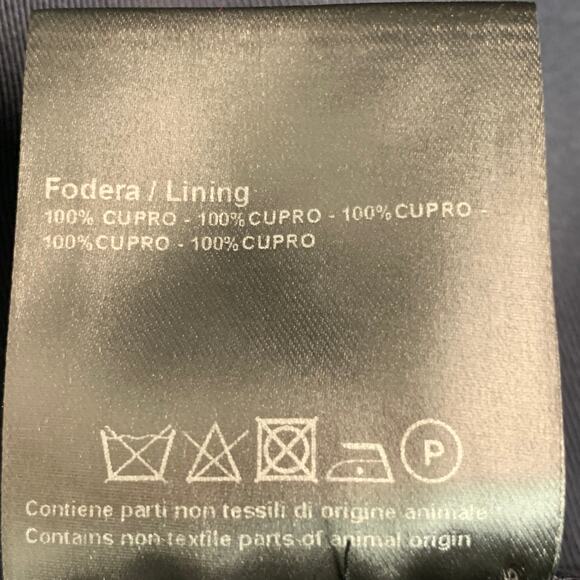 Fodera / Lining
100% CUPRO - 100%CUPRO - 100%CUPRO -
100%CUPRO - 100%CUPRO
P
Contiene parti non tessili di origine animale
Contains non-textile parts of animal origin